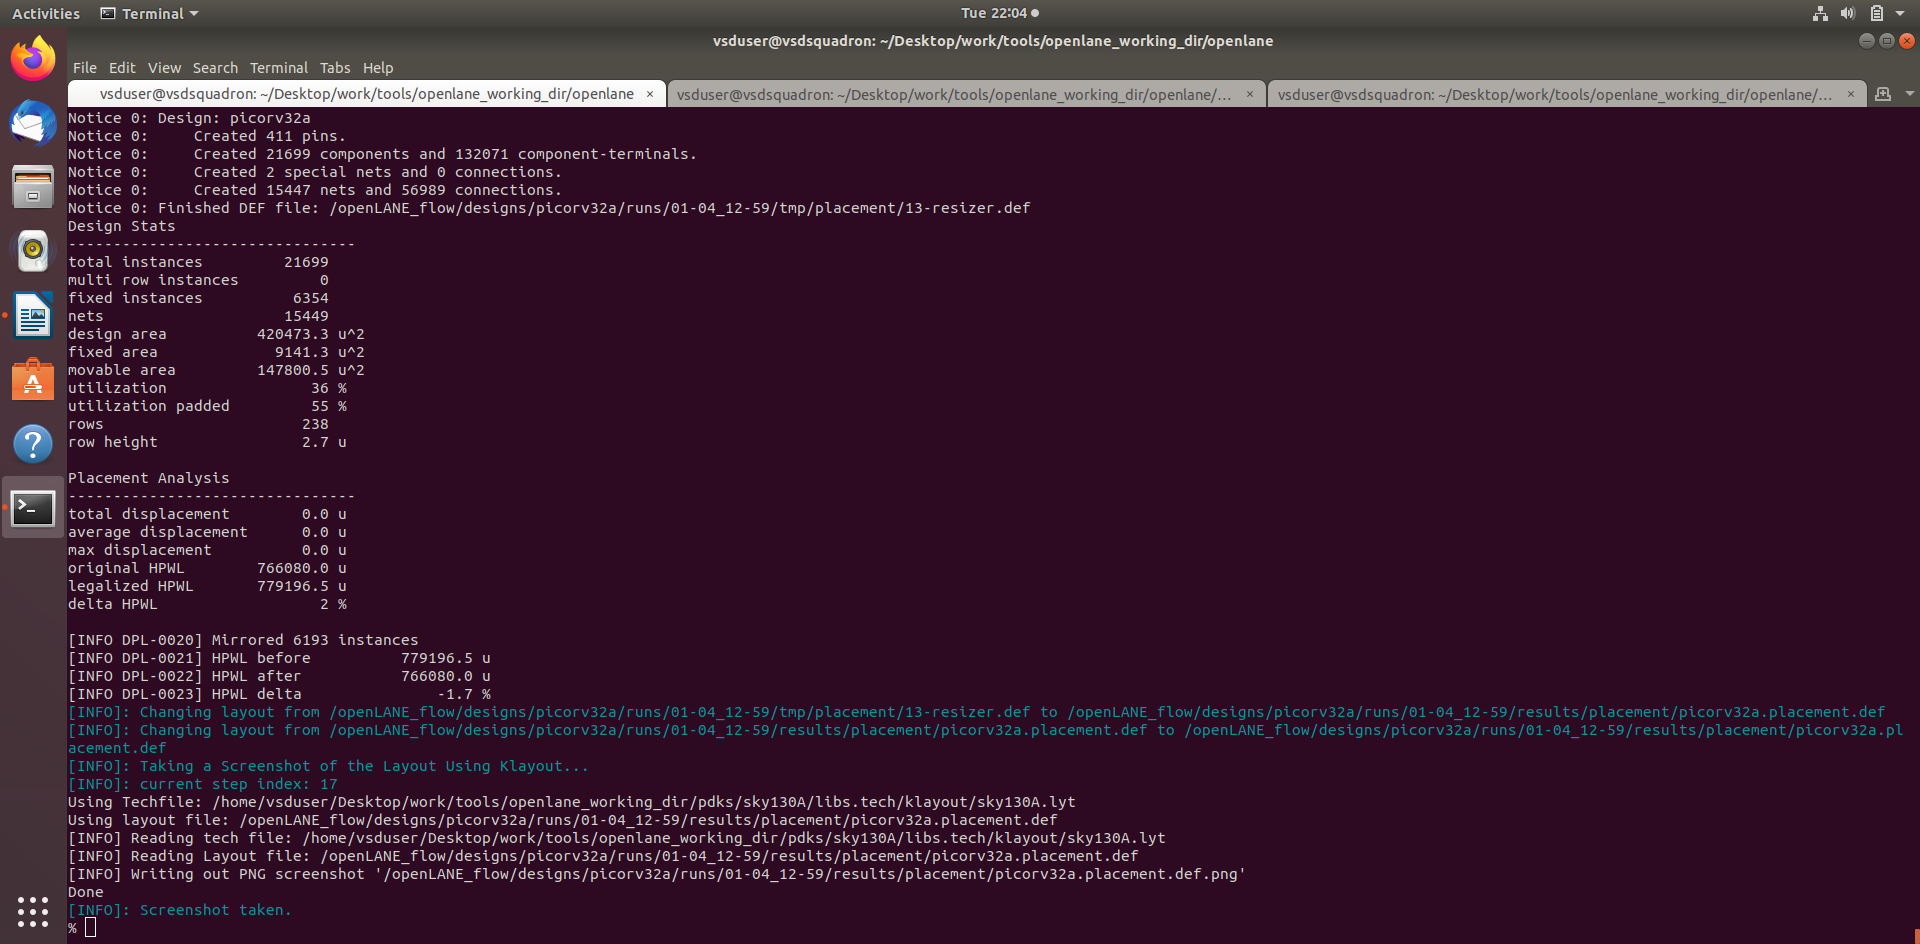 Activities Terminal Tue 22:04
vsduser@vsdsquadron: ~/Desktop/work/tools/openlane_working_dir/openlane
File Edit View Search Terminal Tabs Help
vsduser@vsdsquadron: ~/Desktop/work/tools/openlane_working_dir/openlane × vsduser@vsdsquadron: ~/Desktop/work/tools/openlane_working_dir/openlane/... × vsduser@vsdsquadron: ~/Desktop/work/tools/openlane_working_dir/openlane/... ×
Notice 0: Design: picorv32a
Notice 0:     Created 411 pins.
Notice 0:     Created 21699 components and 132071 component-terminals.
Notice 0:     Created 2 special nets and 0 connections.
Notice 0:     Created 15447 nets and 56989 connections.
Notice 0: Finished DEF file: /openLANE_flow/designs/picorv32a/runs/01-04_12-59/tmp/placement/13-resizer.def
Design Stats
--------------------------------
total instances         21699
multi row instances         0
fixed instances          6354
nets                    15449
design area          420473.3 u^2
fixed area             9141.3 u^2
movable area         147800.5 u^2
utilization                36 %
utilization padded         55 %
rows                      238
row height                2.7 u
Placement Analysis
--------------------------------
total displacement        0.0 u
average displacement      0.0 u
max displacement          0.0 u
original HPWL        766080.0 u
legalized HPWL       779196.5 u
delta HPWL                  2 %
[INFO DPL-0020] Mirrored 6193 instances
[INFO DPL-0021] HPWL before          779196.5 u
[INFO DPL-0022] HPWL after           766080.0 u
[INFO DPL-0023] HPWL delta               -1.7 %
[INFO]: Changing layout from /openLANE_flow/designs/picorv32a/runs/01-04_12-59/tmp/placement/13-resizer.def to /openLANE_flow/designs/picorv32a/runs/01-04_12-59/results/placement/picorv32a.placement.def
[INFO]: Changing layout from /openLANE_flow/designs/picorv32a/runs/01-04_12-59/results/placement/picorv32a.placement.def to /openLANE_flow/designs/picorv32a/runs/01-04_12-59/results/placement/picorv32a.pl
acement.def
[INFO]: Taking a Screenshot of the Layout Using Klayout...
[INFO]: current step index: 17
Using Techfile: /home/vsduser/Desktop/work/tools/openlane_working_dir/pdks/sky130A/libs.tech/klayout/sky130A.lyt
Using layout file: /openLANE_flow/designs/picorv32a/runs/01-04_12-59/results/placement/picorv32a.placement.def
[INFO] Reading tech file: /home/vsduser/Desktop/work/tools/openlane_working_dir/pdks/sky130A/libs.tech/klayout/sky130A.lyt
[INFO] Reading Layout file: /openLANE_flow/designs/picorv32a/runs/01-04_12-59/results/placement/picorv32a.placement.def
[INFO] Writing out PNG screenshot '/openLANE_flow/designs/picorv32a/runs/01-04_12-59/results/placement/picorv32a.placement.def.png'
Done
[INFO]: Screenshot taken.
%